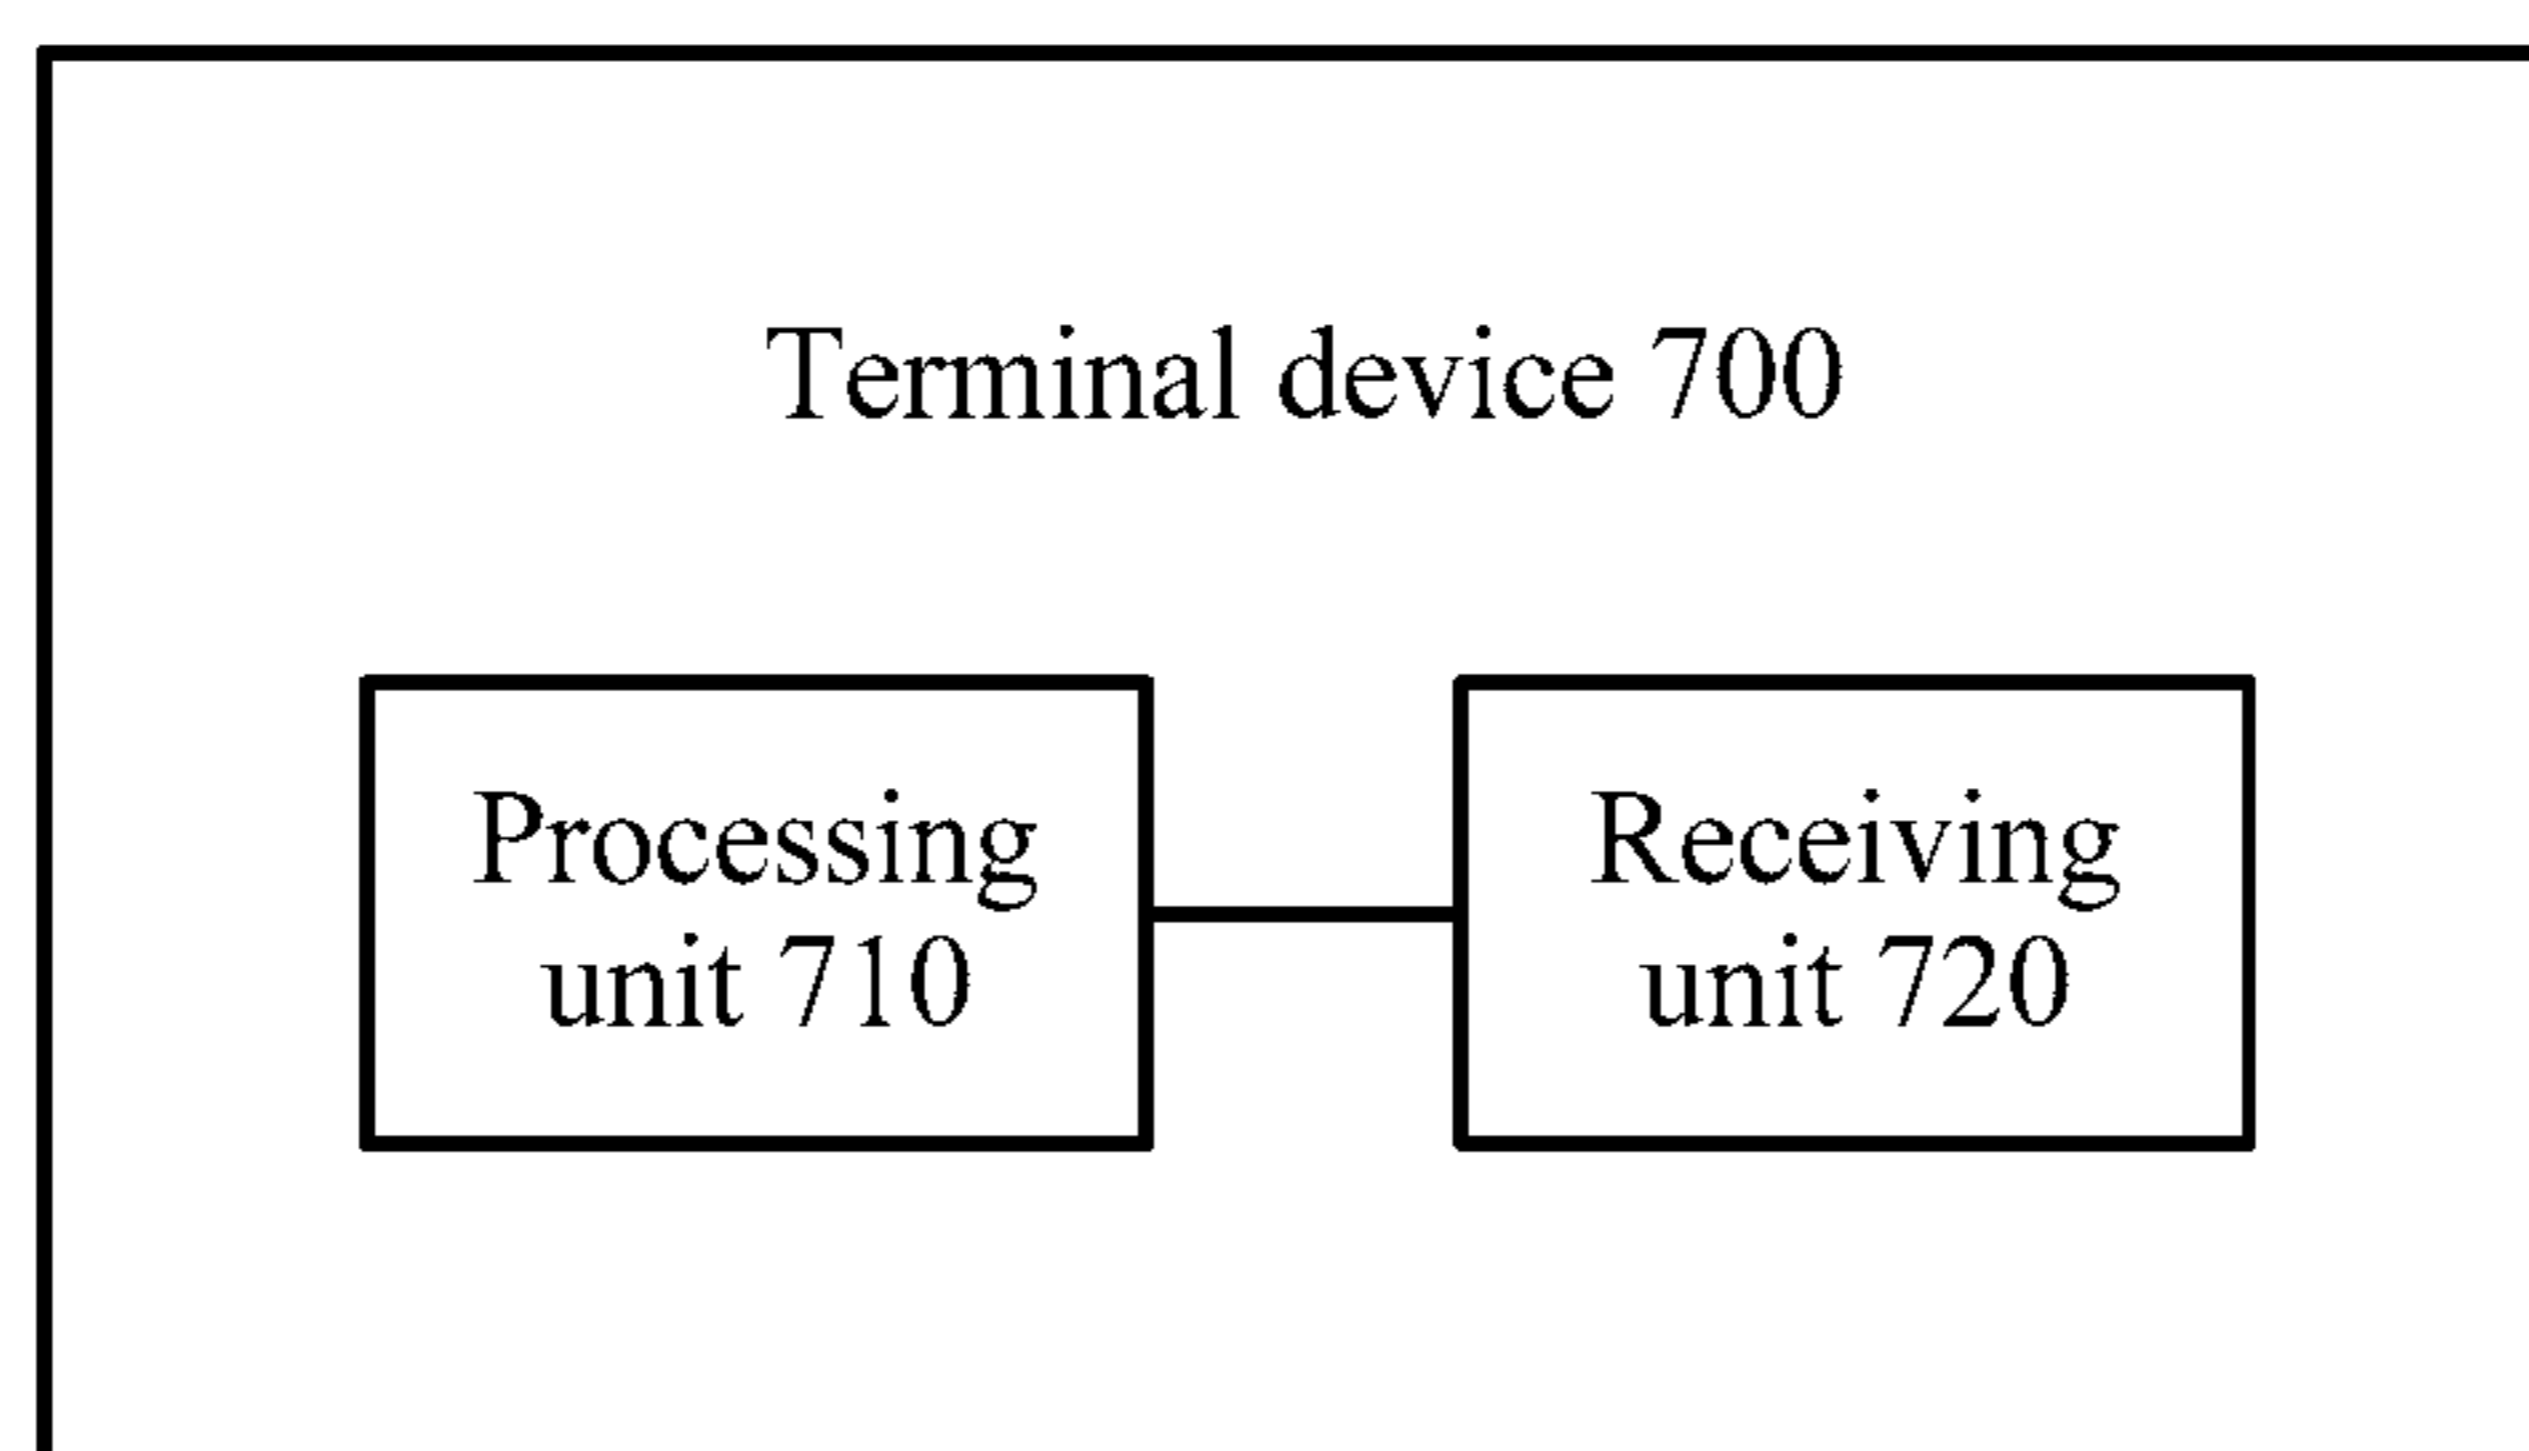 Terminal device 700
Processing
unit 710
Receiving
unit 720